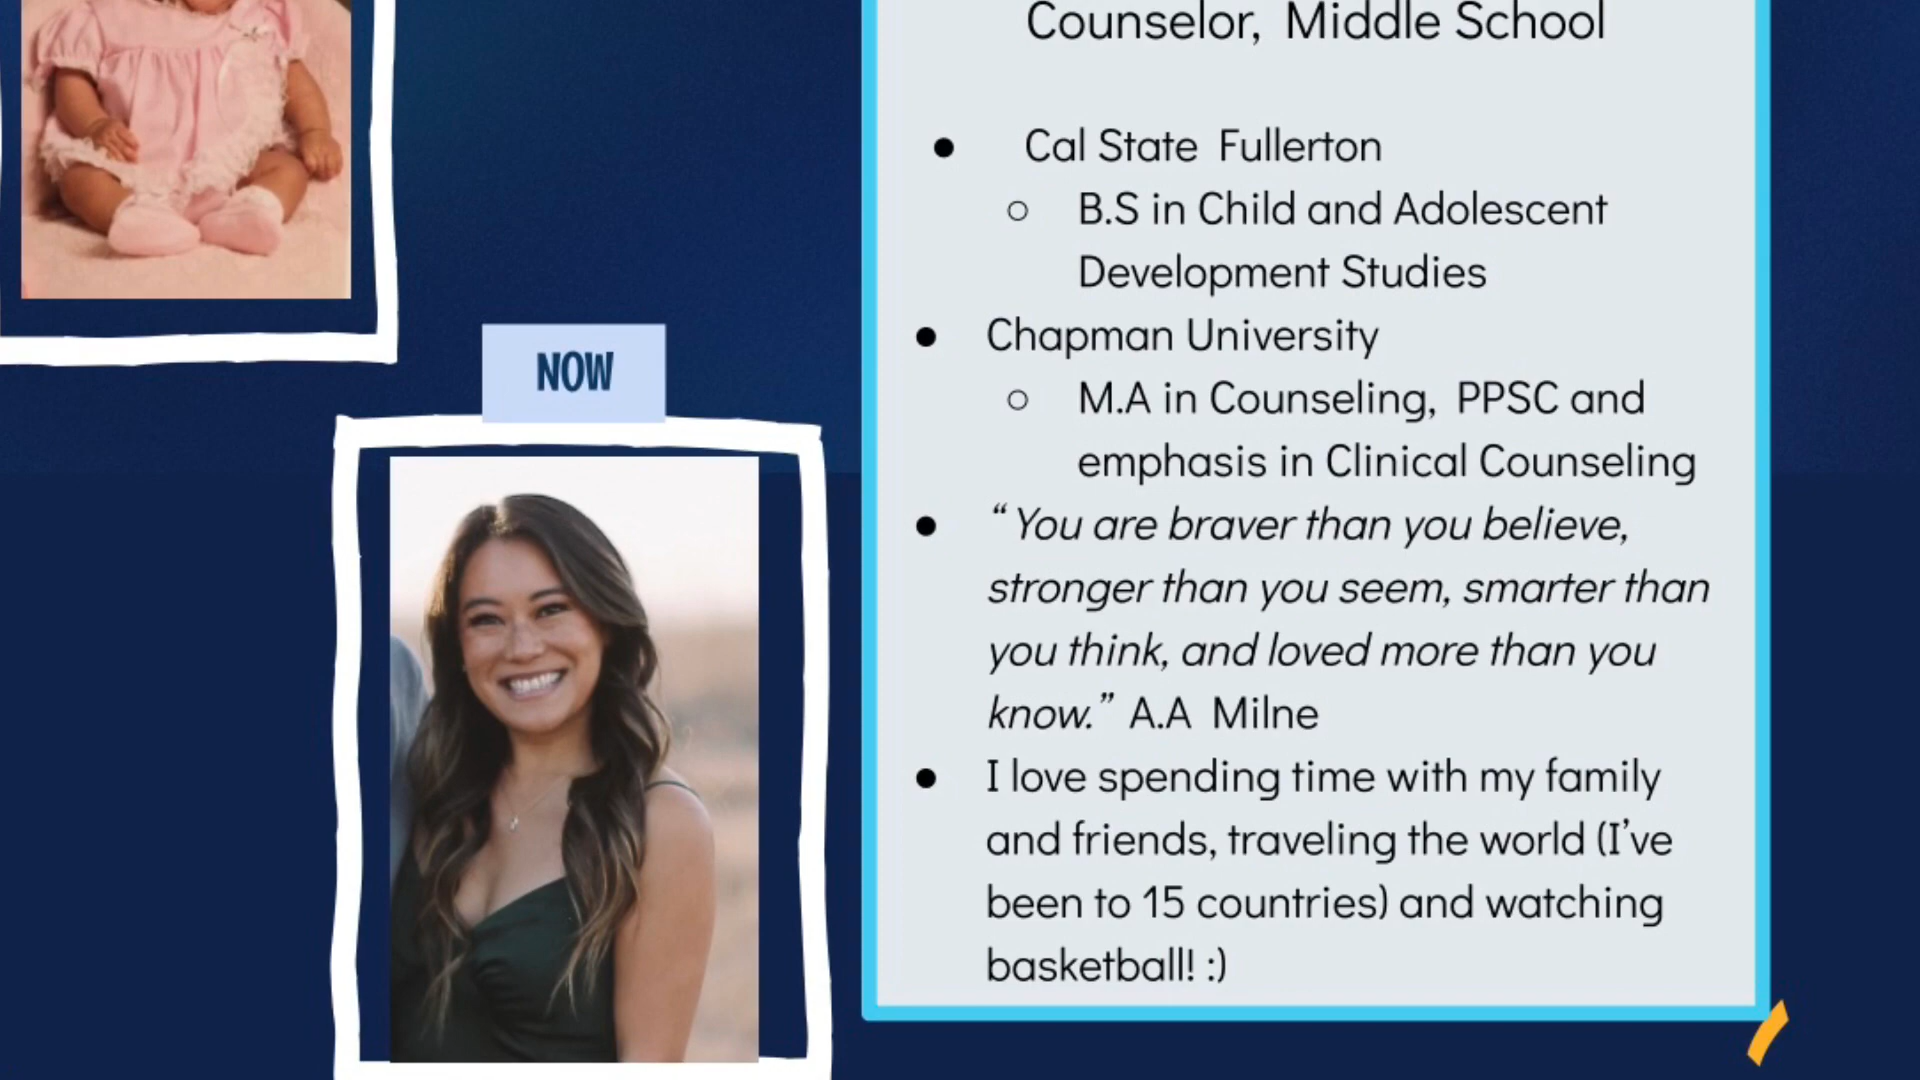 Counselor, Middle School
● Cal State Fullerton
○ B.S in Child and Adolescent
Development Studies
● Chapman University
○ M.A in Counseling, PPSC and
emphasis in Clinical Counseling
● “ You are braver than you believe,
stronger than you seem, smarter than
you think, and loved more than you
know.” A.A Milne
● I love spending time with my family
and friends, traveling the world (I’ve
been to 15 countries) and watching
basketball! :)
NOW